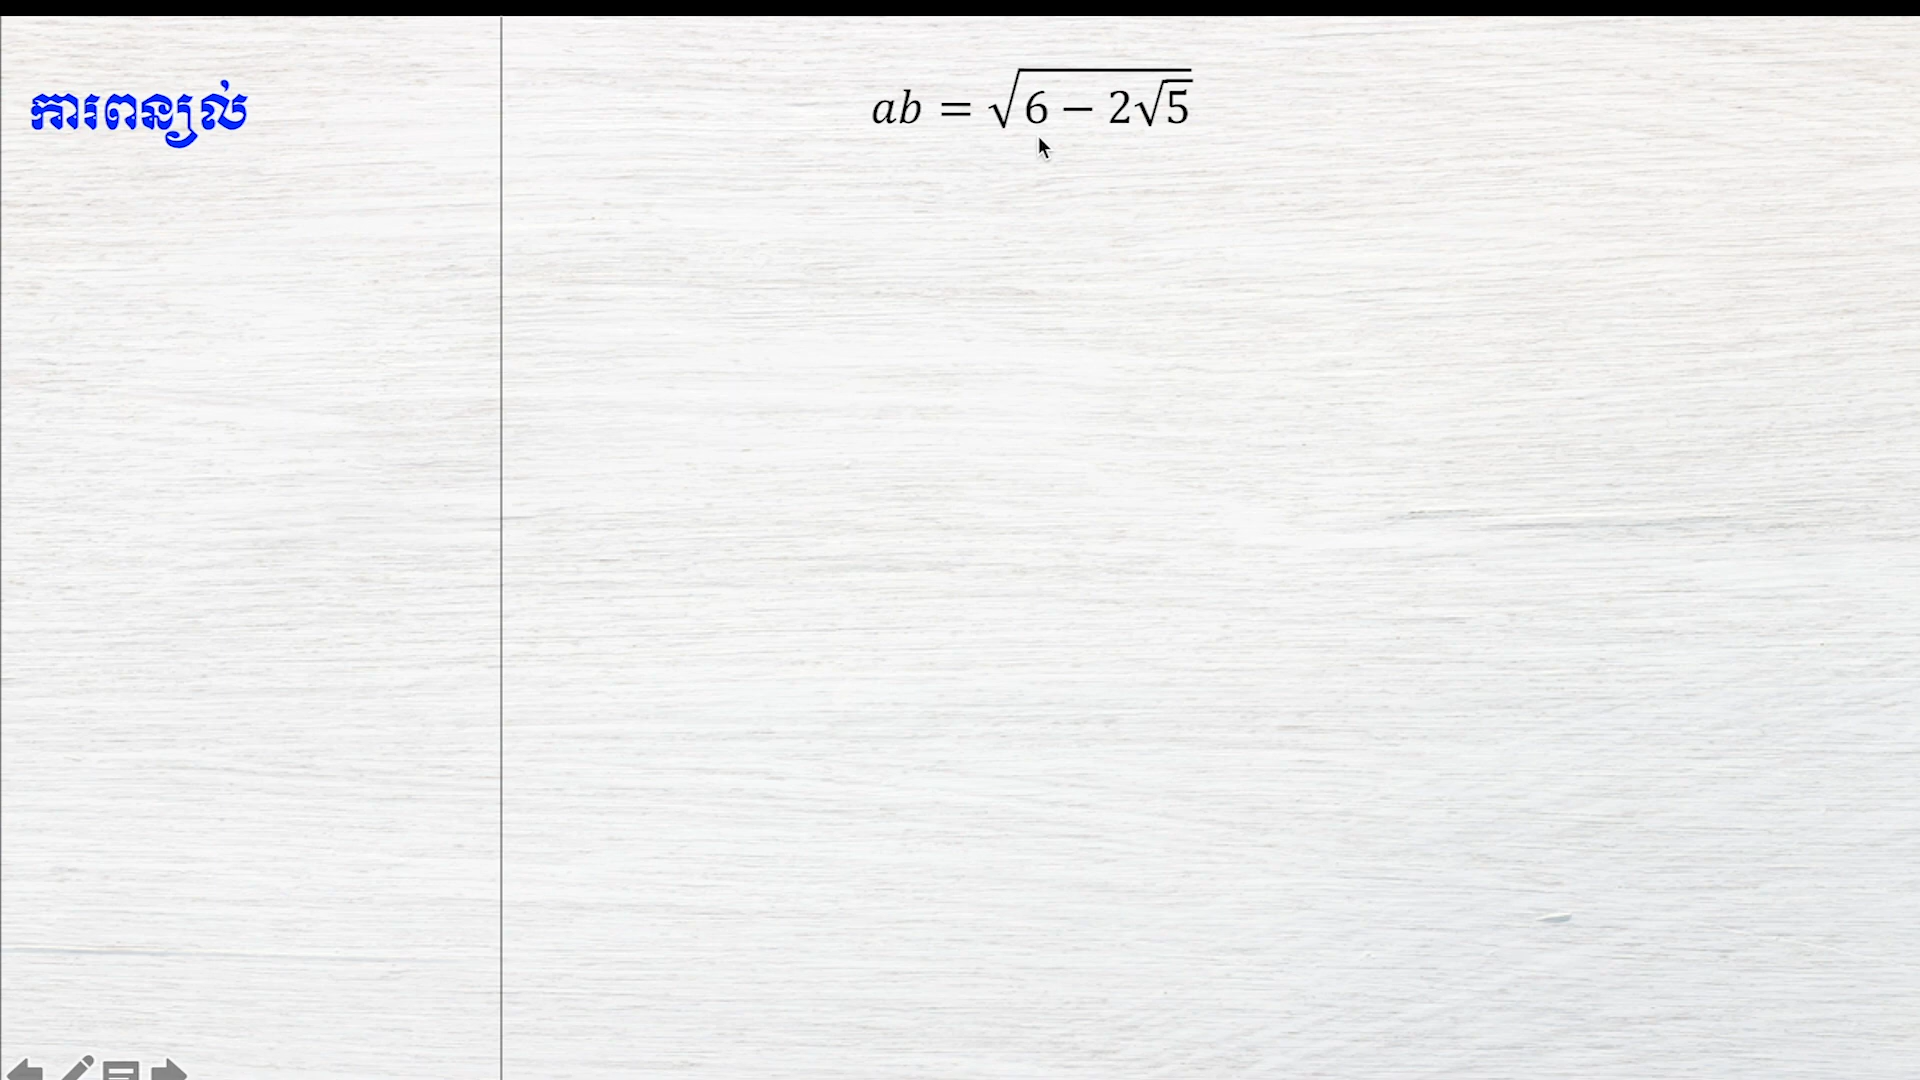 ការពន្យល់
ab = √(6 − 2√5)